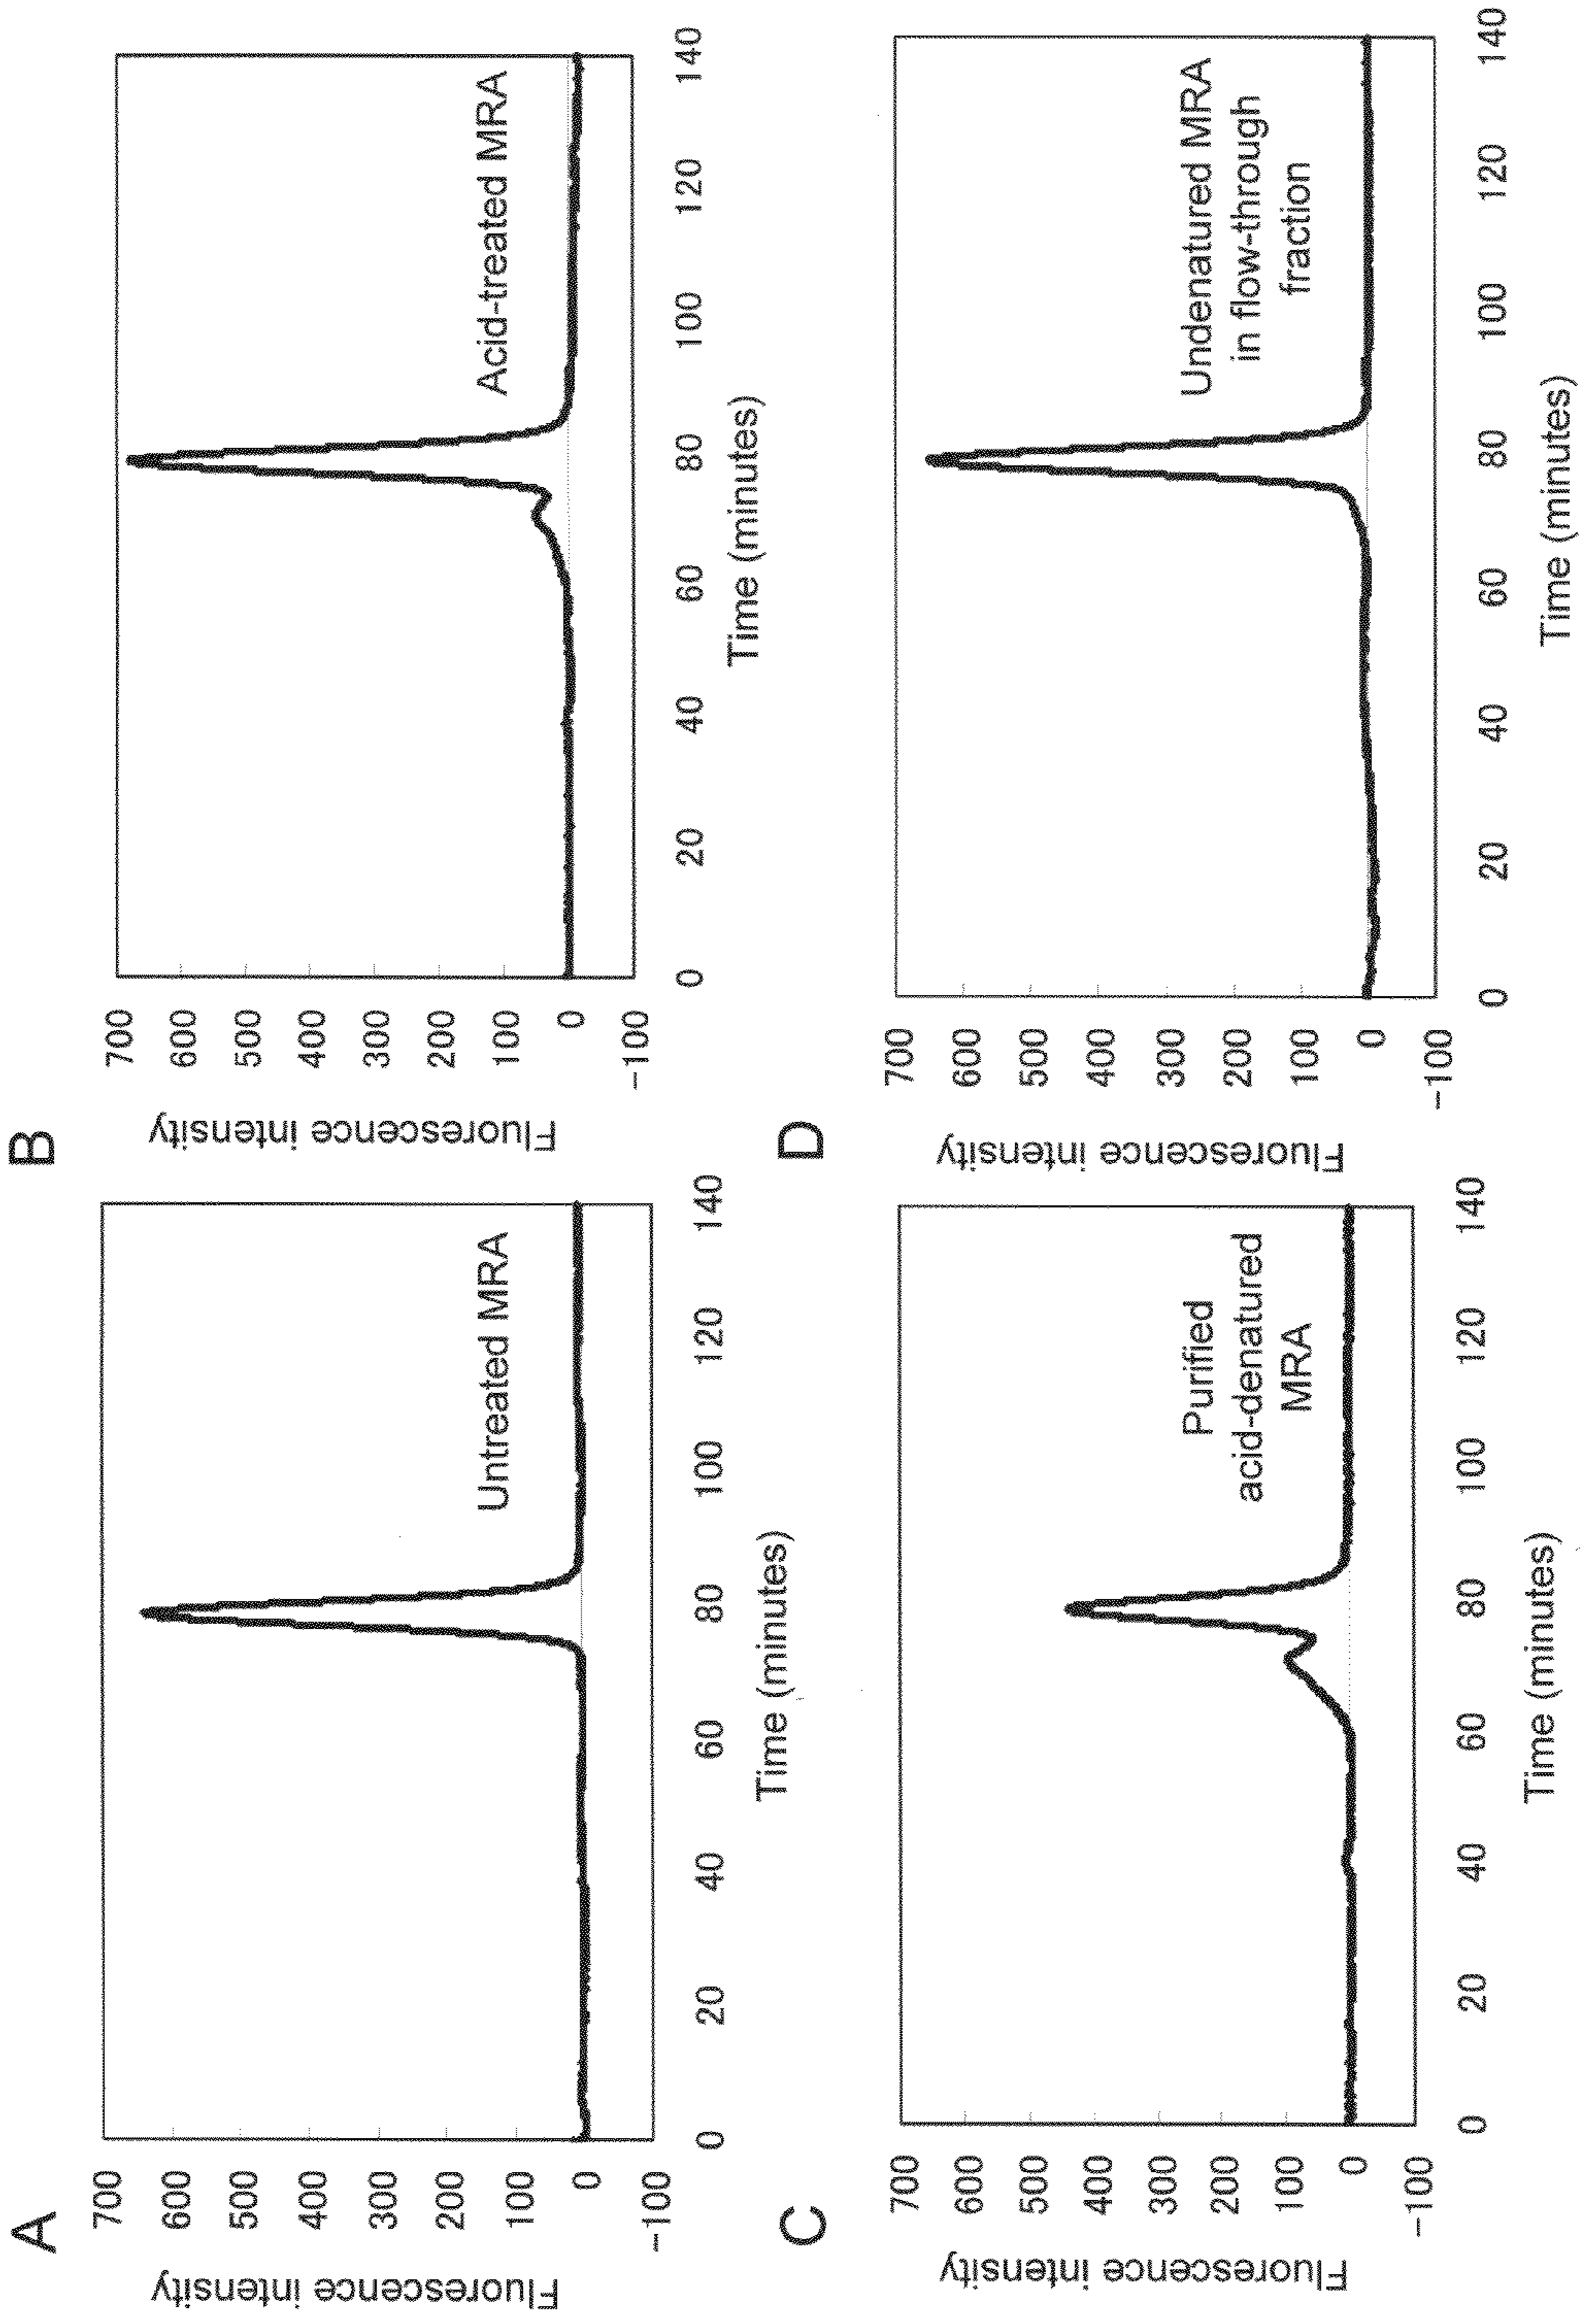 A
Fluorescence intensity
700
600
500
400
300
200
100
0
−100
Untreated MRA
0 20 40 60 80 100 120 140
Time (minutes)
B
Fluorescence intensity
700
600
500
400
300
200
100
0
−100
Acid-treated MRA
0 20 40 60 80 100 120 140
Time (minutes)
C
Fluorescence intensity
700
600
500
400
300
200
100
0
−100
Purified
acid-denatured
MRA
0 20 40 60 80 100 120 140
Time (minutes)
D
Fluorescence intensity
700
600
500
400
300
200
100
0
−100
Undenatured MRA
in flow-through
fraction
0 20 40 60 80 100 120 140
Time (minutes)